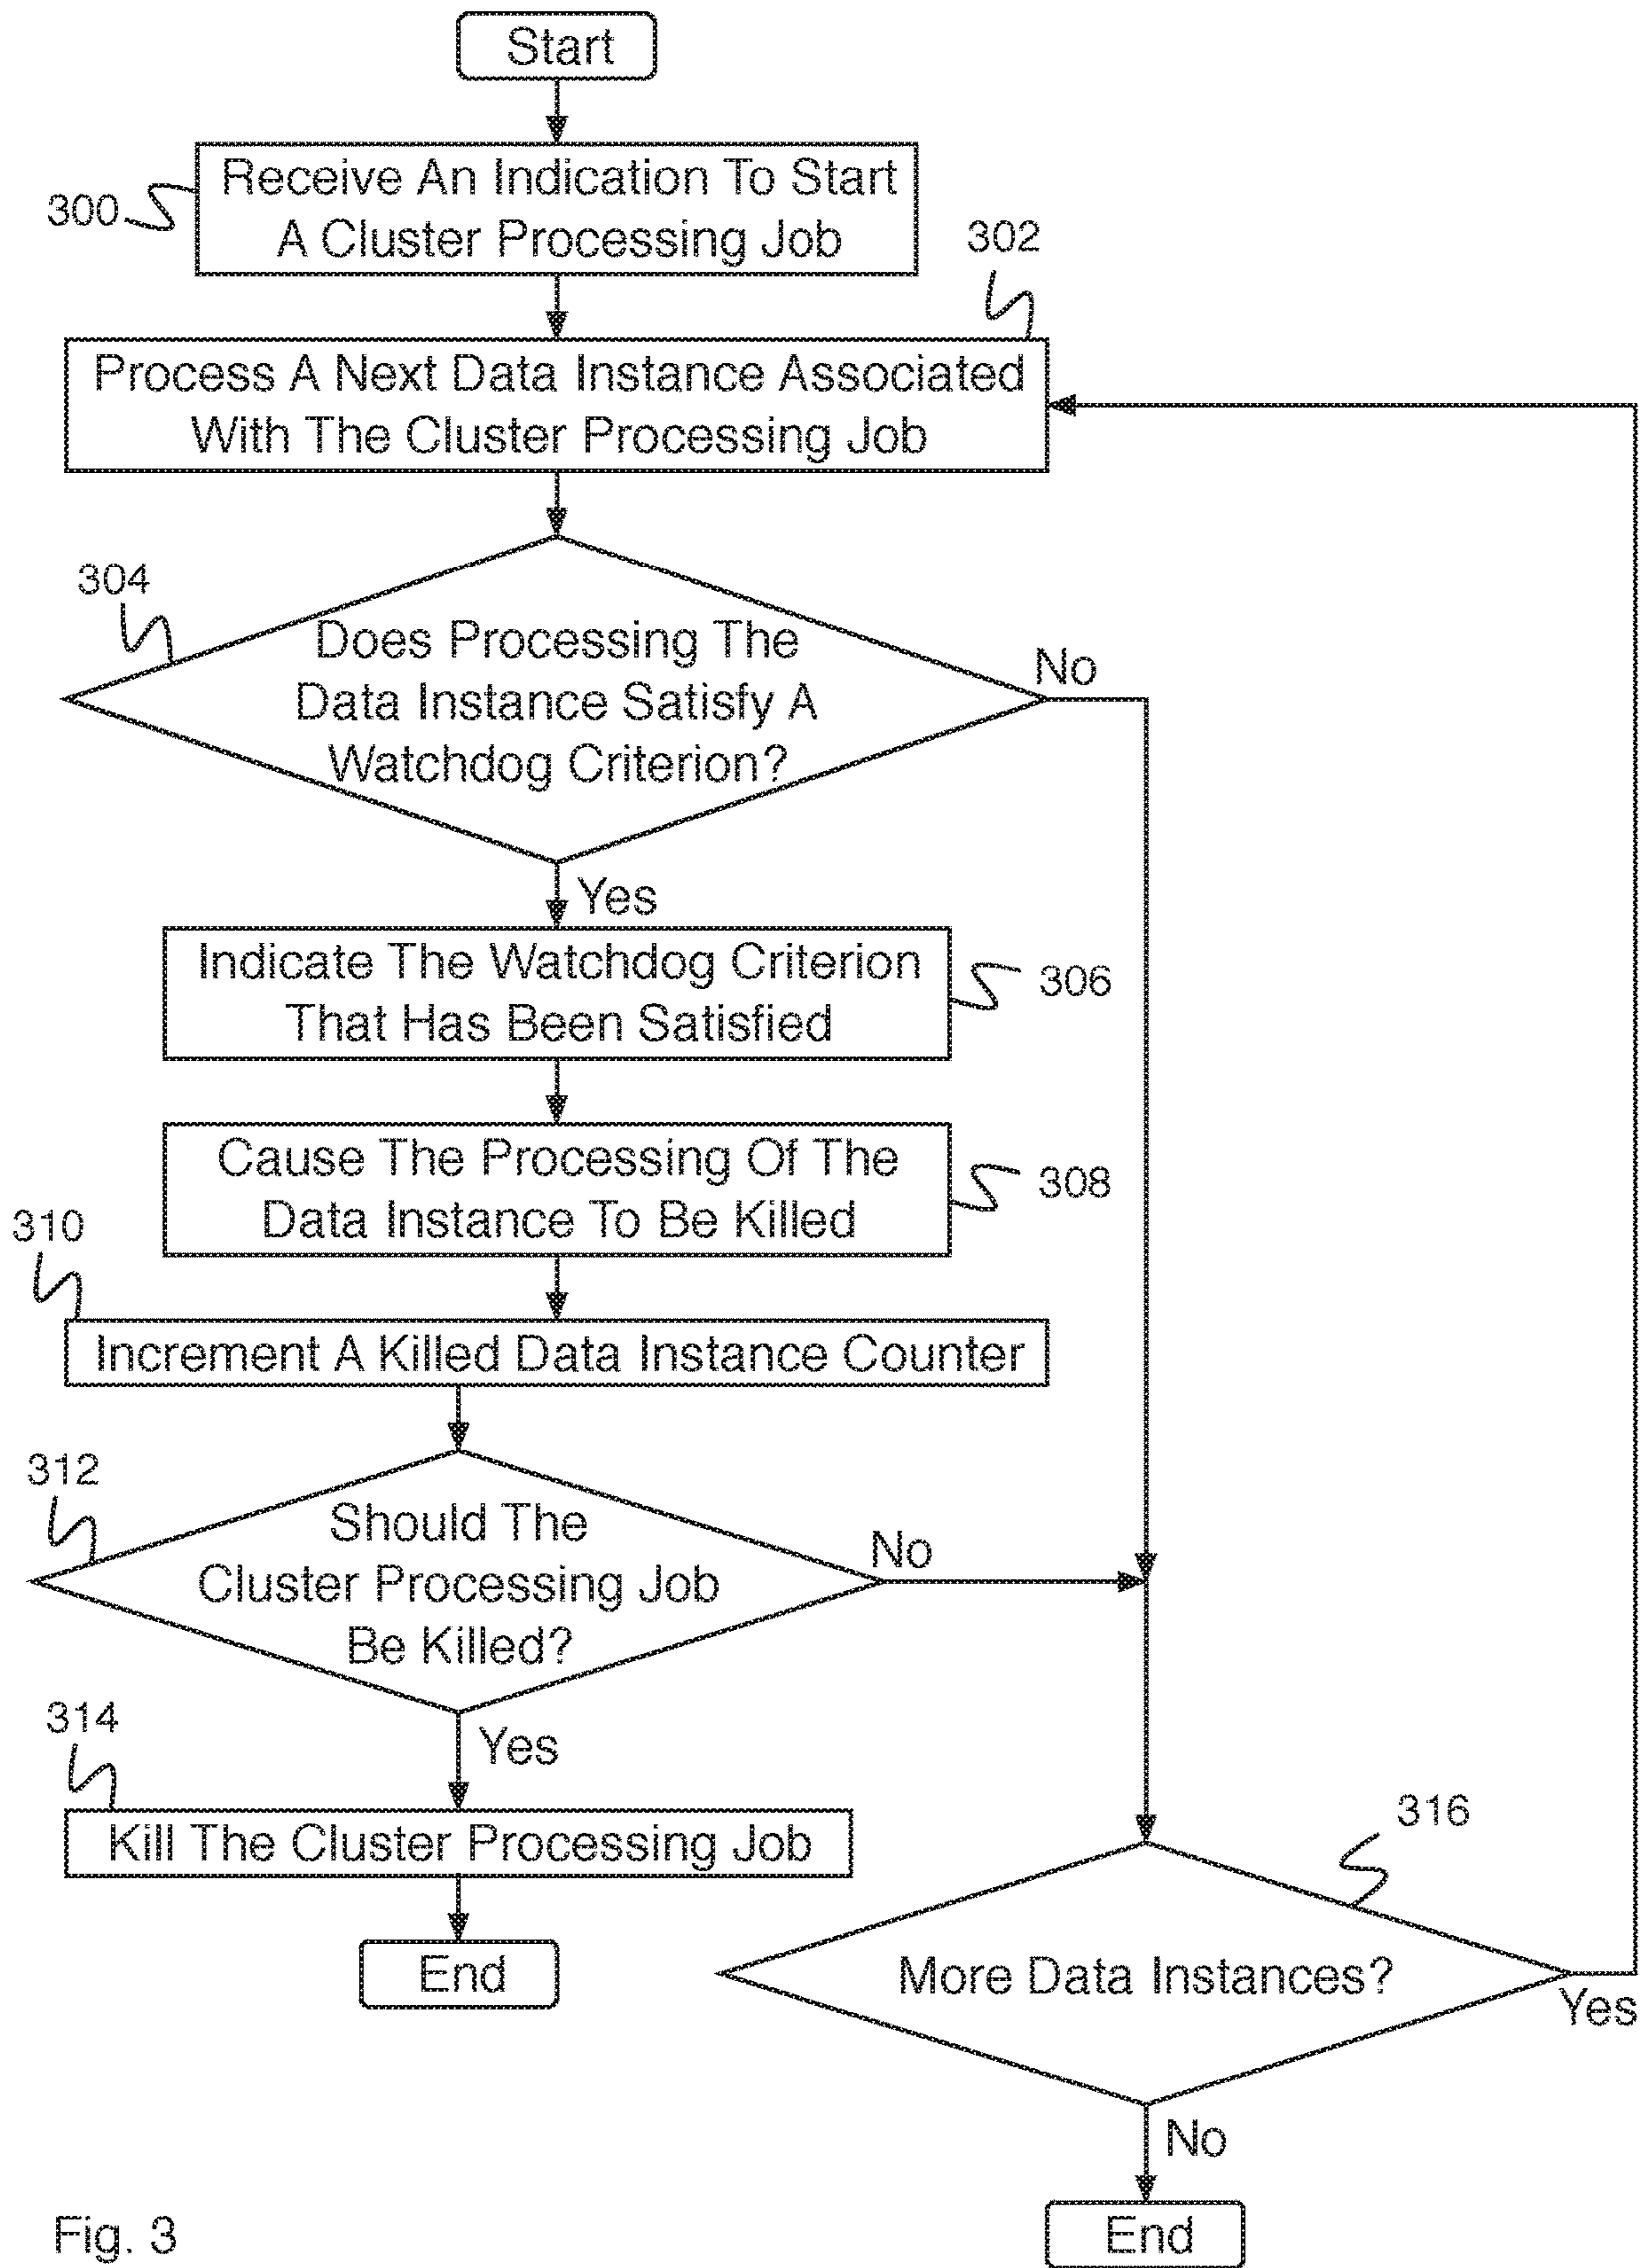 Start
300
Receive An Indication To Start
A Cluster Processing Job
302
Process A Next Data Instance Associated
With The Cluster Processing Job
304
Does Processing The
Data Instance Satisfy A
Watchdog Criterion?
No
Yes
Indicate The Watchdog Criterion
That Has Been Satisfied
306
Cause The Processing Of The
Data Instance To Be Killed
308
310
Increment A Killed Data Instance Counter
312
Should The
Cluster Processing Job
Be Killed?
No
Yes
314
Kill The Cluster Processing Job
End
316
More Data Instances?
Yes
No
End
Fig. 3